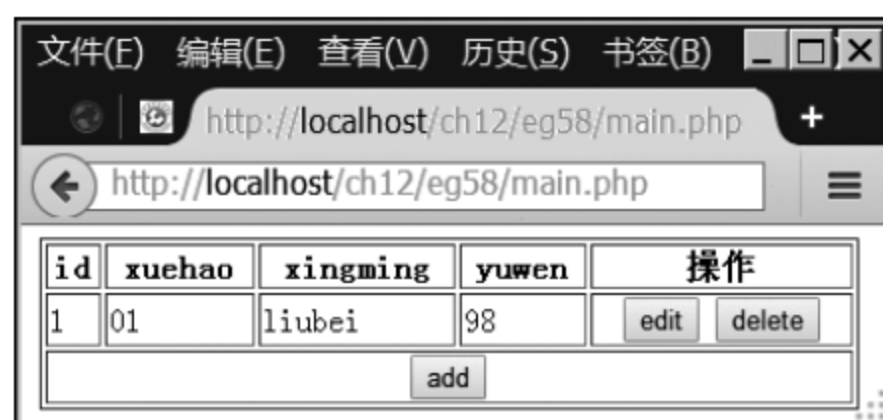 文件(F) 编辑(E) 查看(V) 历史(S) 书签(B)
http://localhost/ch12/eg58/main.php
http://localhost/ch12/eg58/main.php
id xuehao xingming yuwen 操作
1 01 liubei 98 edit delete
add